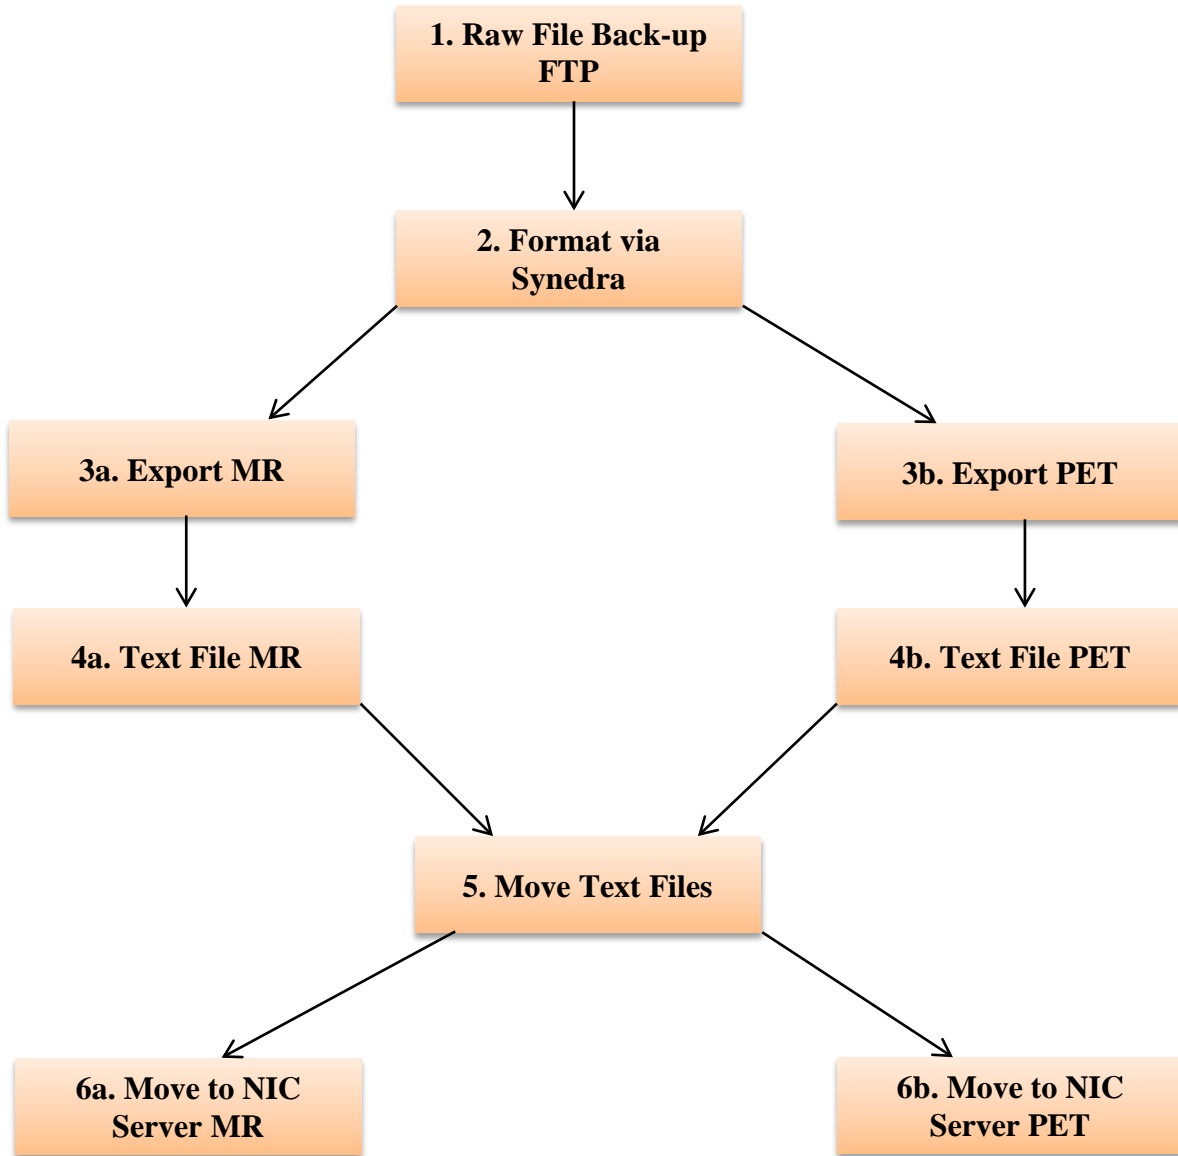 1. Raw File Back-up
FTP
2. Format via
Synedra
3a. Export MR
3b. Export PET
4a. Text File MR
4b. Text File PET
5. Move Text Files
6a. Move to NIC
Server MR
6b. Move to NIC
Server PET